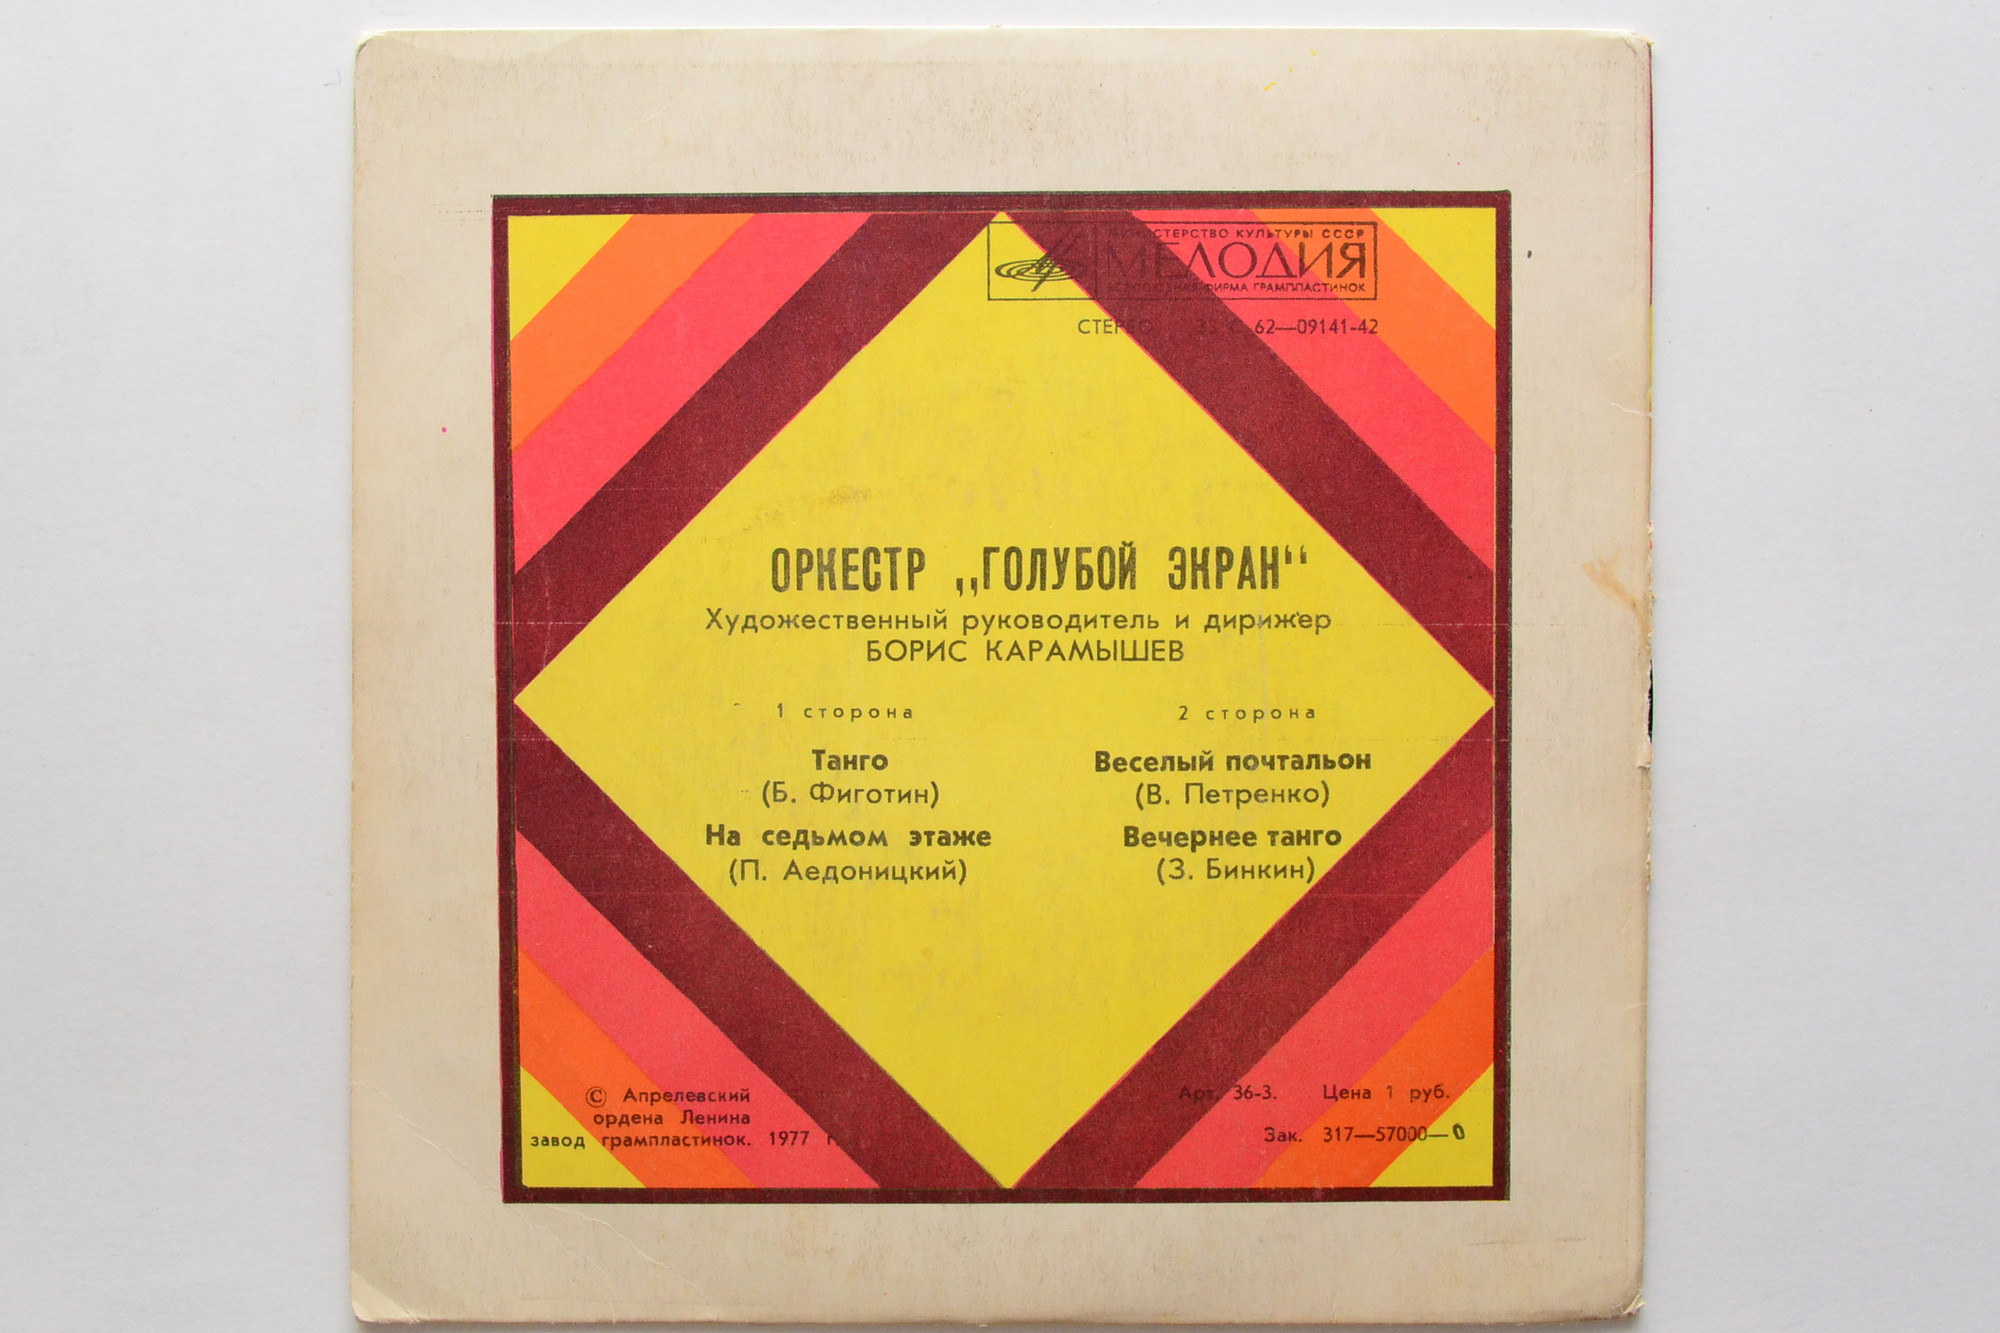 МИНИСТЕРСТВО КУЛЬТУРЫ СССР
МЕЛОДИЯ
ВСЕСОЮЗНАЯ ФИРМА ГРАМПЛАСТИНОК
СТЕРЕО 33 С 62—09141-42
ОРКЕСТР „ГОЛУБОЙ ЭКРАН“
Художественный руководитель и дирижер
БОРИС КАРАМЫШЕВ
1 сторона
Танго
(Б. Фиготин)
На седьмом этаже
(П. Аедоницкий)
2 сторона
Веселый почтальон
(В. Петренко)
Вечернее танго
(З. Бинкин)
© Апрелевский
ордена Ленина
завод грампластинок. 1977 г.
Арт. 36-3. Цена 1 руб.
Зак. 317—57000—0